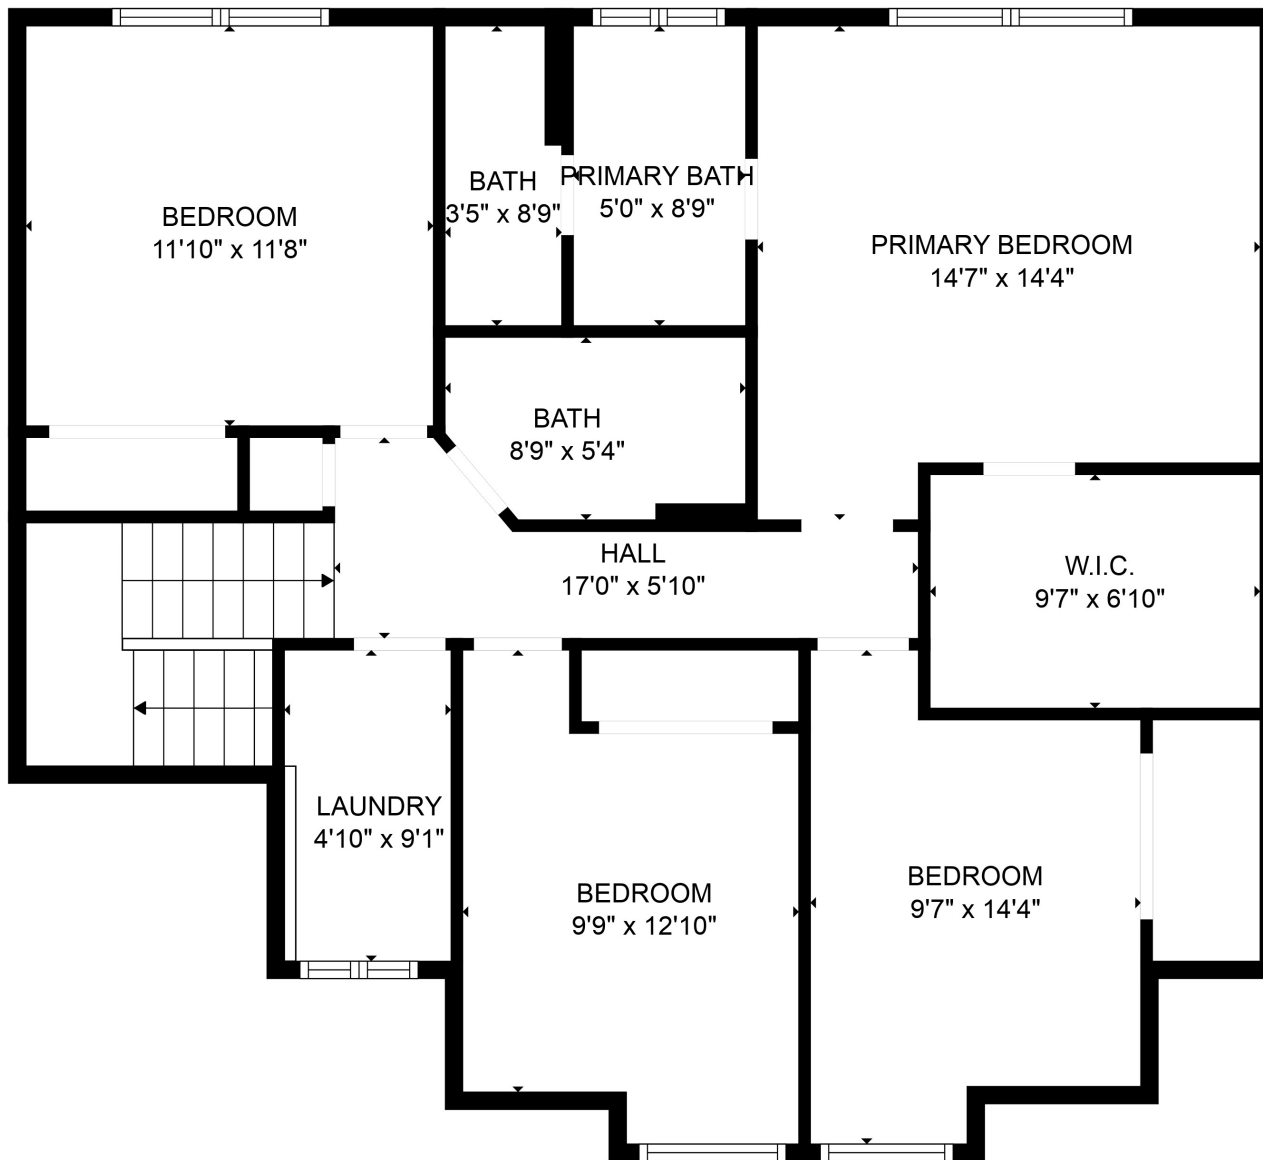 BEDROOM
11'10" x 11'8"
BATH
3'5" x 8'9"
PRIMARY BATH
5'0" x 8'9"
PRIMARY BEDROOM
14'7" x 14'4"
BATH
8'9" x 5'4"
HALL
17'0" x 5'10"
W.I.C.
9'7" x 6'10"
LAUNDRY
4'10" x 9'1"
BEDROOM
9'9" x 12'10"
BEDROOM
9'7" x 14'4"